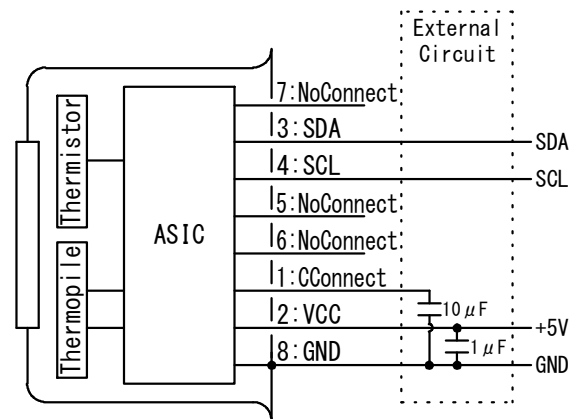 External
Circuit
7:NoConnect
3:SDA
SDA
4:SCL
SCL
5:NoConnect
6:NoConnect
1:CConnect
10μF
2:VCC
+5V
1μF
8:GND
GND
Thermistor
Thermopile
ASIC